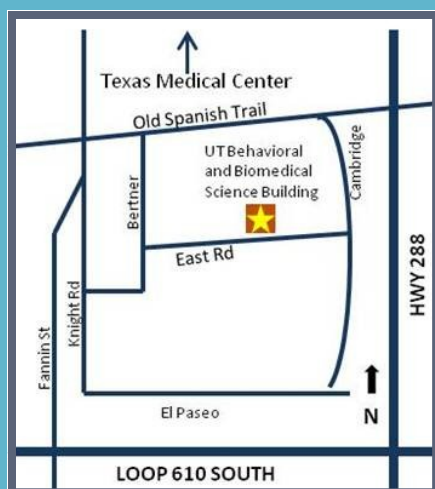 Texas Medical Center
Old Spanish Trail
UT Behavioral
and Biomedical
Science Building
Cambridge
Bertner
East Rd
HWY 288
Knight Rd
Fannin St
El Paseo
N
LOOP 610 SOUTH